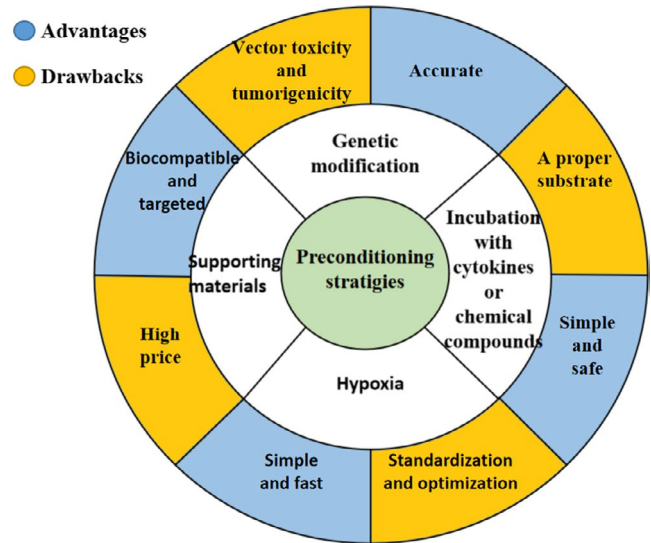 Advantages
Drawbacks
Vector toxicity
and
tumorigenicity
Accurate
Biocompatible
and
targeted
Genetic
modification
A proper
substrate
Supporting
materials
Preconditioning
stratigies
Incubation
with
cytokines
or
chemical
compounds
High
price
Hypoxia
Simple
and
safe
Simple
and fast
Standardization
and optimization